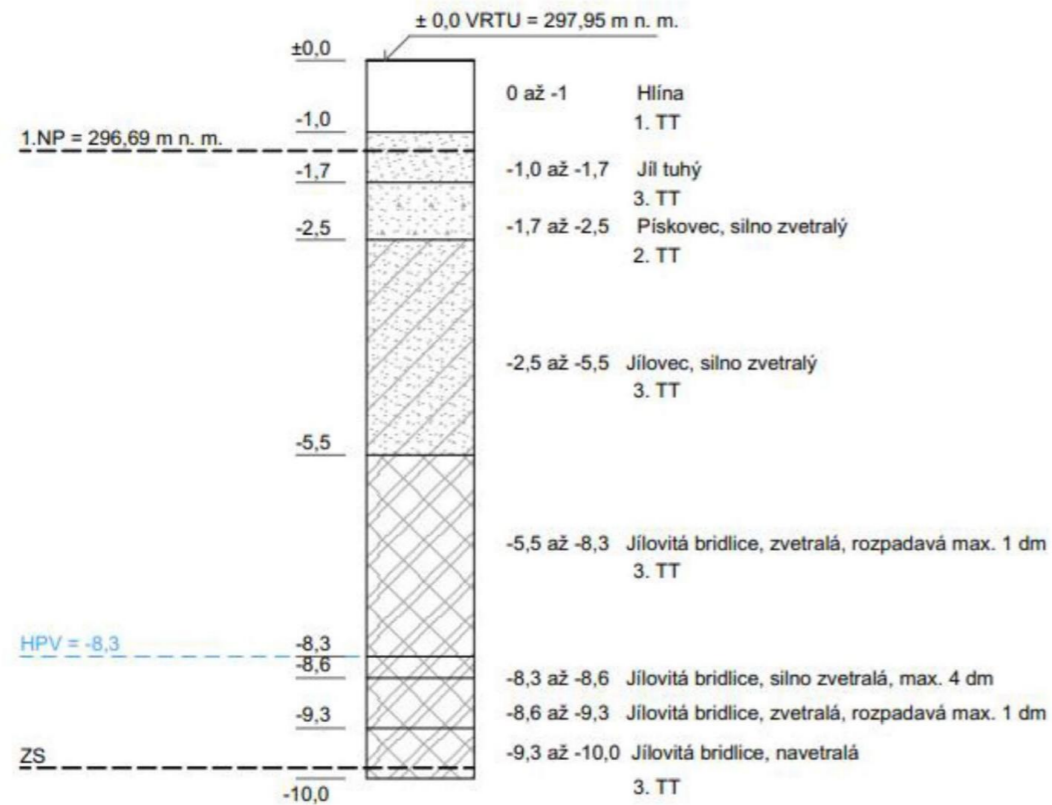 ± 0,0 VRTU = 297,95 m n. m.
±0,0
0 až -1 Hlína
1. TT
-1,0
1.NP = 296,69 m n. m.
-1,7
-1,0 až -1,7 Jíl tuhý
3. TT
-2,5
-1,7 až -2,5 Pískovec, silno zvetralý
2. TT
-2,5 až -5,5 Jílovec, silno zvetralý
3. TT
-5,5
-5,5 až -8,3 Jílovitá bridlice, zvetralá, rozpadavá max. 1 dm
3. TT
HPV = -8,3
-8,3
-8,6
-8,3 až -8,6 Jílovitá bridlice, silno zvetralá, max. 4 dm
-9,3
-8,6 až -9,3 Jílovitá bridlice, zvetralá, rozpadavá max. 1 dm
ZS
-9,3 až -10,0 Jílovitá bridlice, navetralá
3. TT
-10,0